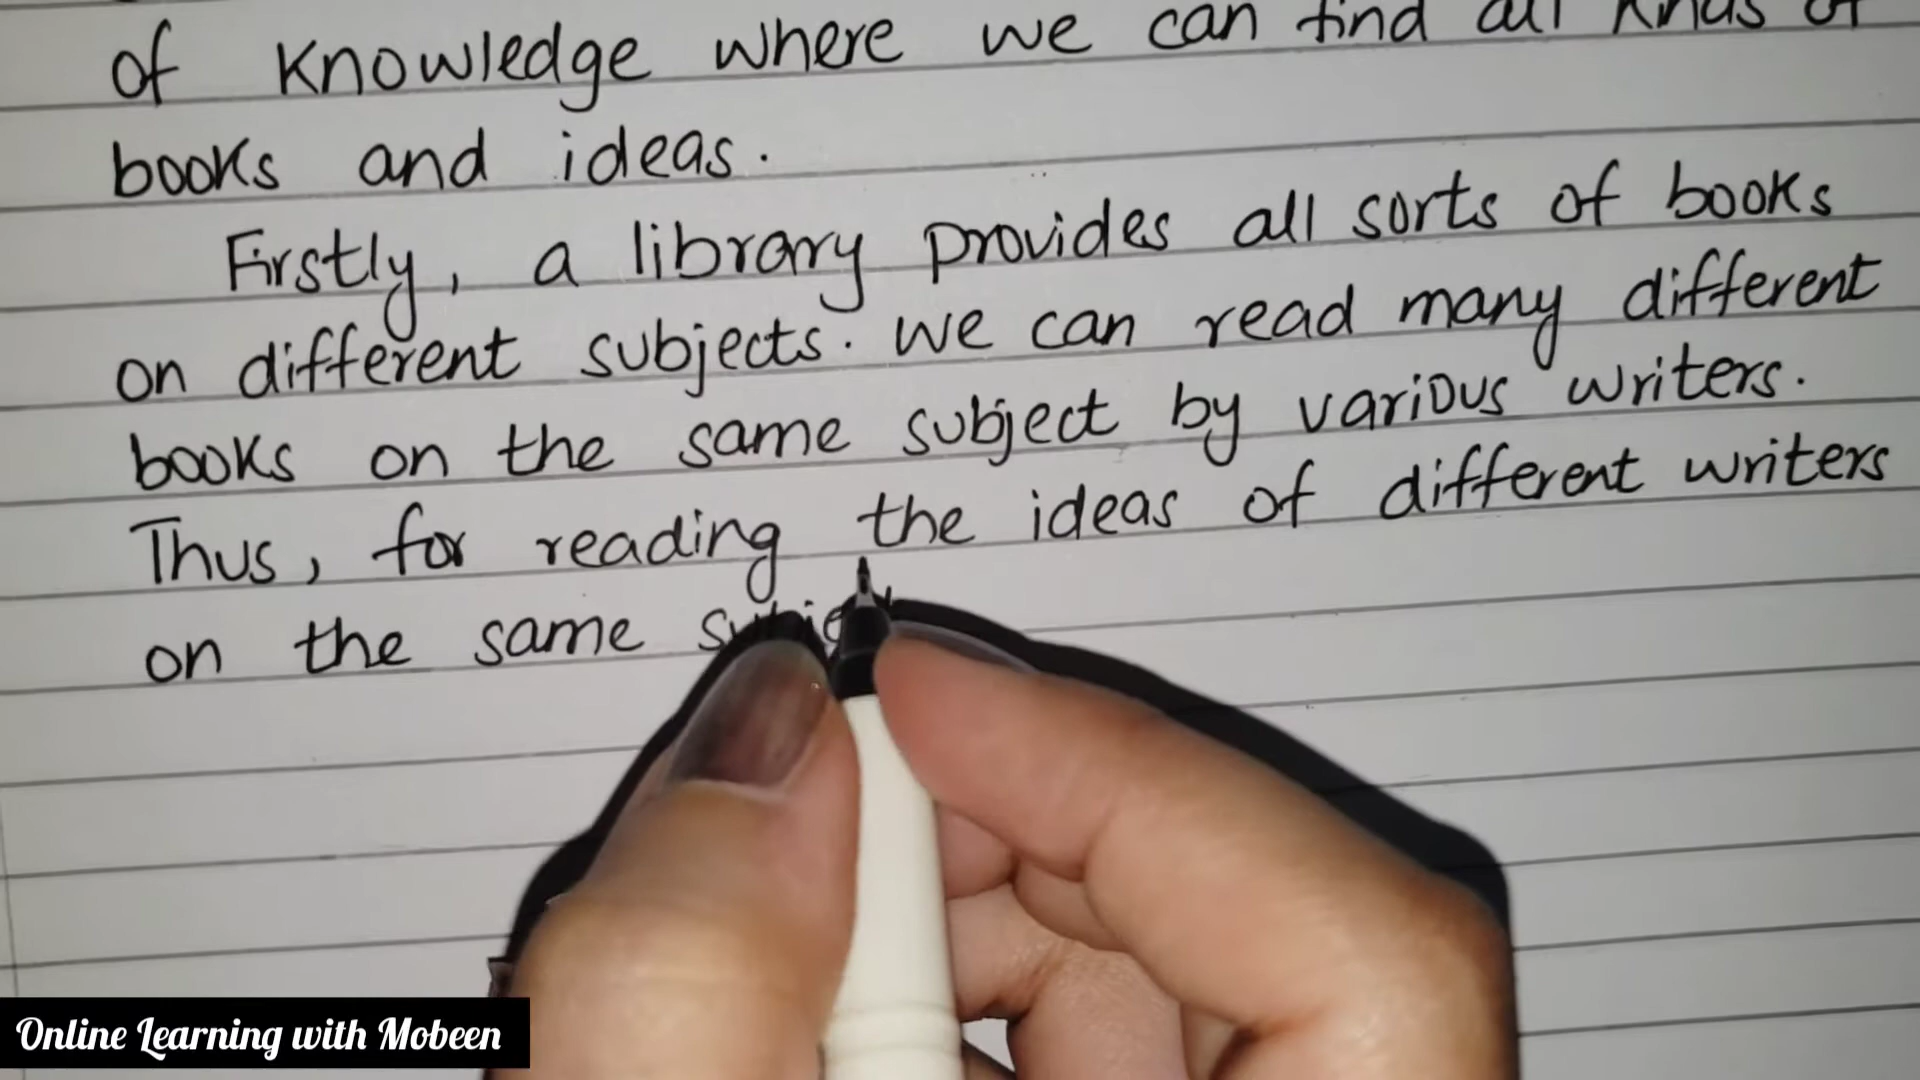 of knowledge where we can find all kinds of
books and ideas.
Firstly, a library provides all sorts of books
on different subjects. We can read many different
books on the same subject by various writers.
Thus, for reading the ideas of different writers
on the same
Online Learning with Mobeen